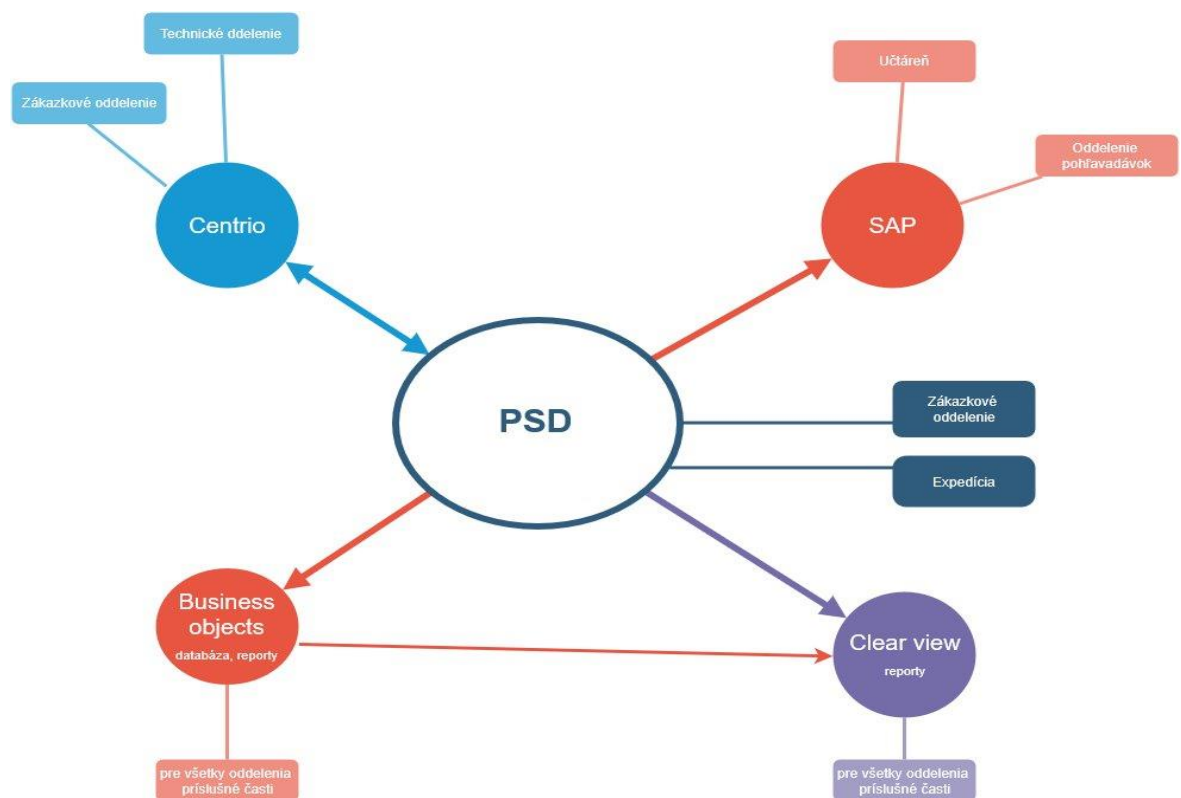 Technické ddelenie
Zákazkové oddelenie
Centrio
Učtáreň
Oddelenie
pohľavadávok
SAP
PSD
Zákazkové
oddelenie
Expedícia
Business
objects
databáza, reporty
Clear view
reporty
pre všetky oddelenia
príslušné časti
pre všetky oddelenia
príslušné časti